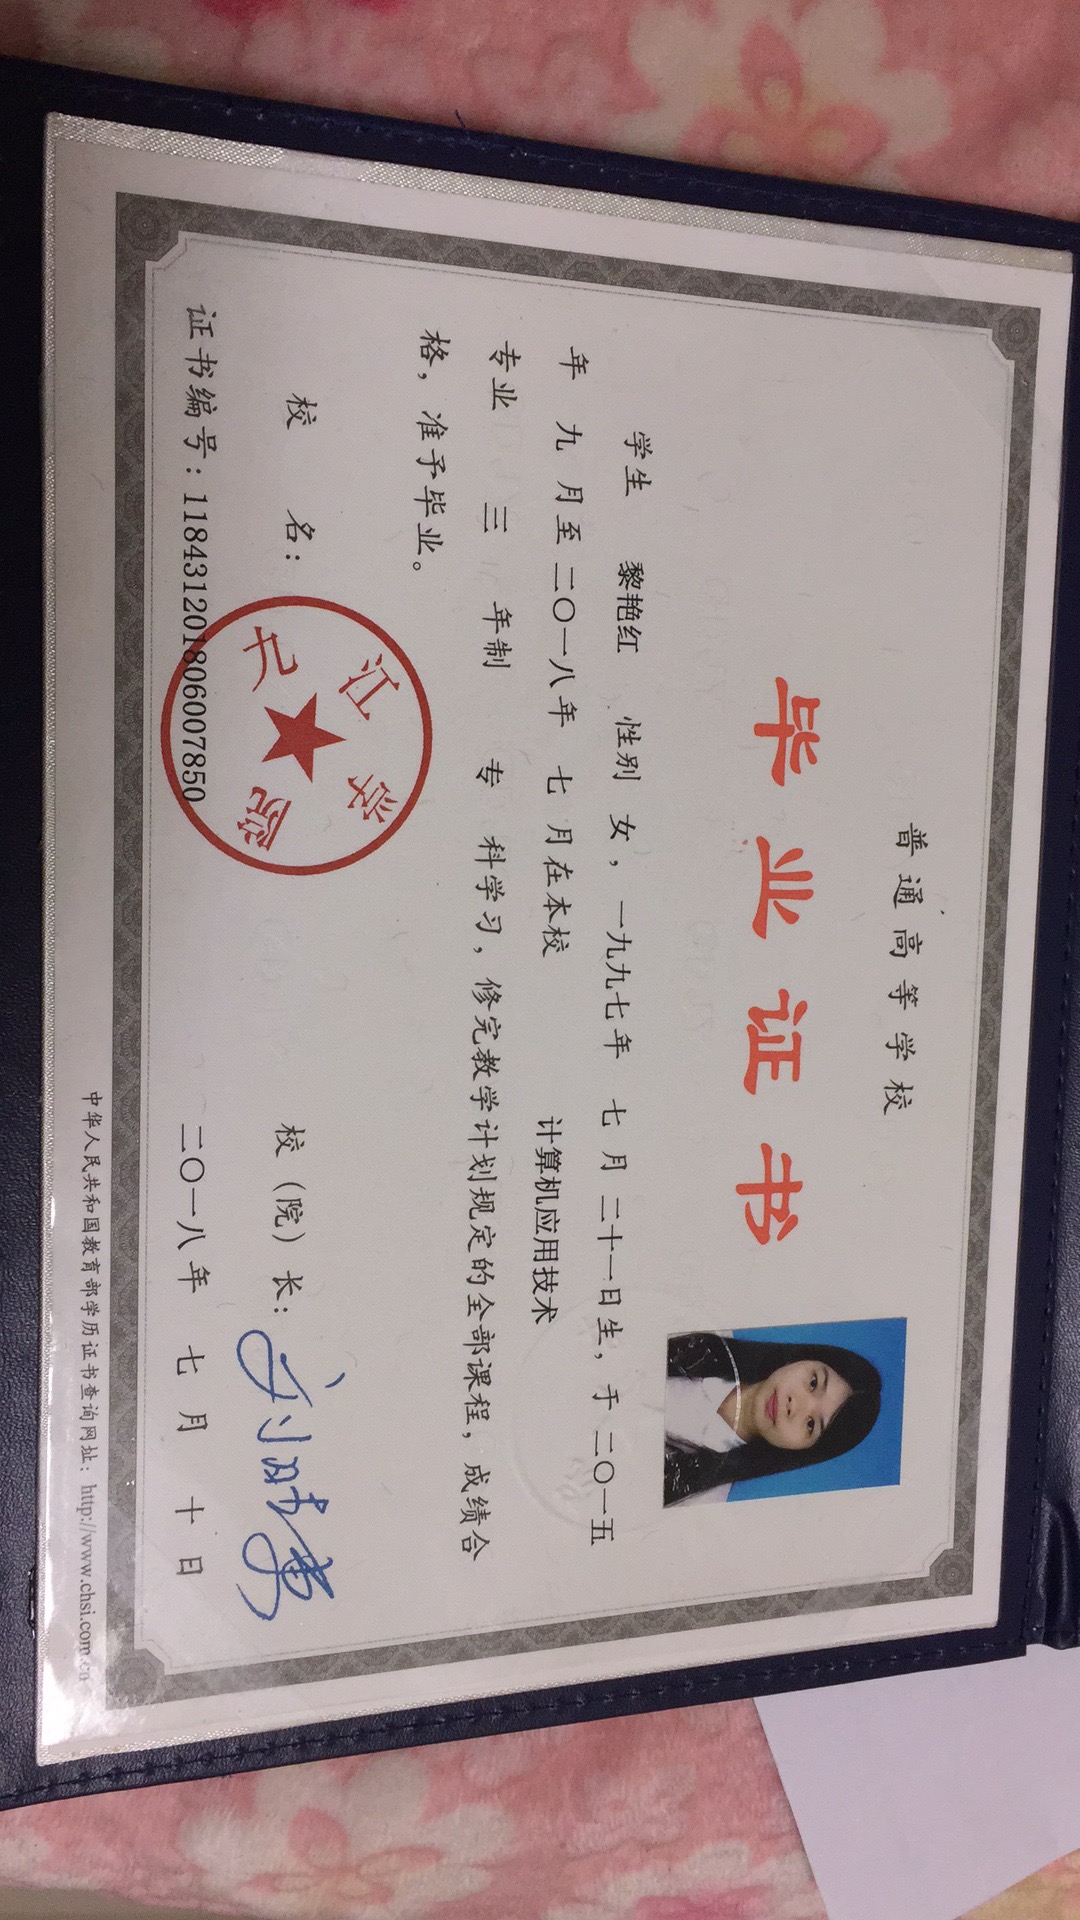 普通高等学校
毕业证书
学生 黎艳红 性别 女，一九九七年 七 月 二十一日生，于 二〇一五
年 九 月至 二〇一八年 七 月在本校 计算机应用技术
专业 三 年制 专 科学习，修完教学计划规定的全部课程，成绩合
格，准予毕业。
校 名： 九江学院
校（院）长：
证书编号：118431201806007850
二〇一八年 七 月 十 日
中华人民共和国教育部学历证书查询网址：http://www.chsi.com.cn